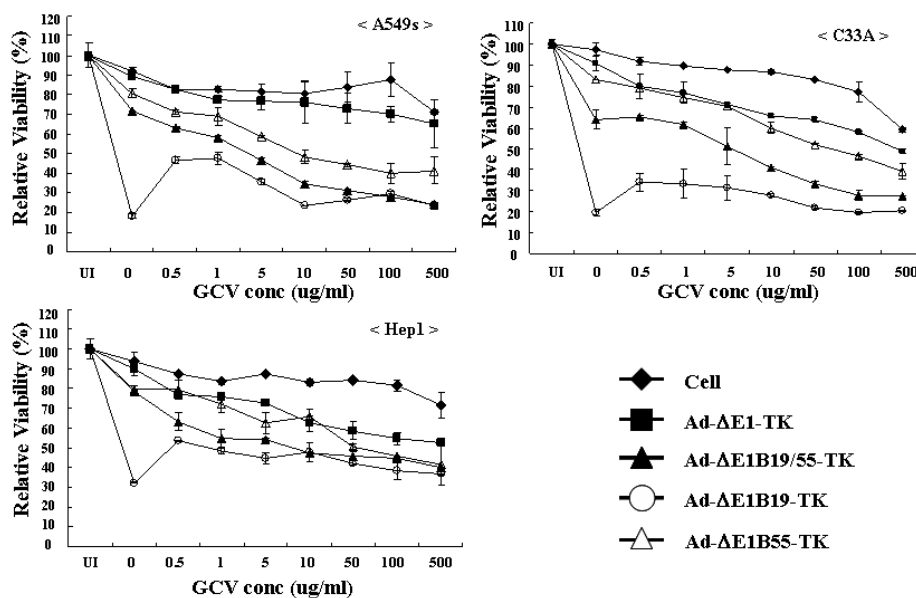 < A549s >
Relative Viability (%)
120
110
100
90
80
70
60
50
40
30
20
10
0
UI 0 0.5 1 5 10 50 100 500
GCV conc (ug/ml)
< C33A >
Relative Viability (%)
110
100
90
80
70
60
50
40
30
20
10
0
UI 0 0.5 1 5 10 50 100 500
GCV conc (ug/ml)
< Hep1 >
Relative Viability (%)
120
110
100
90
80
70
60
50
40
30
20
10
0
UI 0 0.5 1 5 10 50 100 500
GCV conc (ug/ml)
Cell
Ad-ΔE1-TK
Ad-ΔE1B19/55-TK
Ad-ΔE1B19-TK
Ad-ΔE1B55-TK